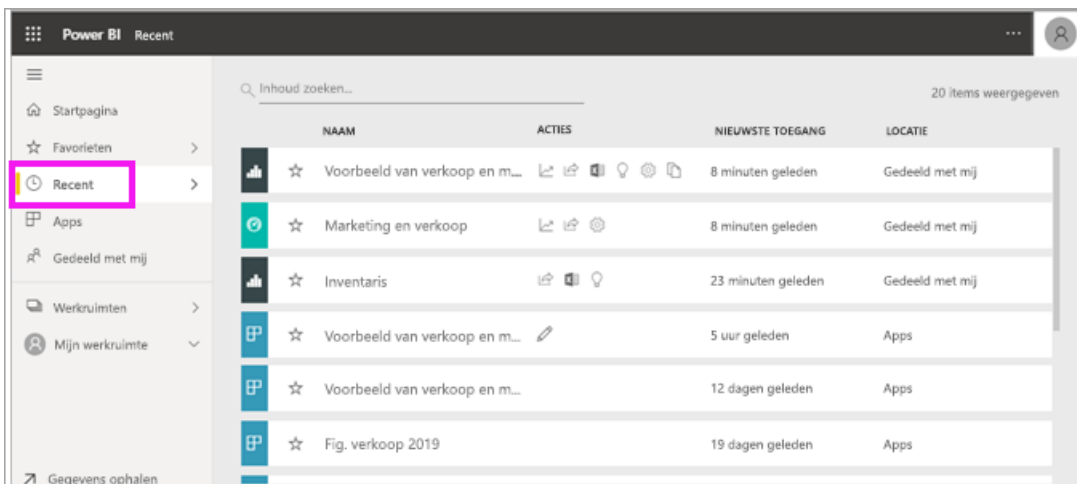 Power BI Recent ...
Startpagina
Inhoud zoeken...
20 items weergegeven
Favorieten
NAAM ACTIES NIEUWSTE TOEGANG LOCATIE
Recent
Voorbeeld van verkoop en m... 8 minuten geleden Gedeeld met mij
Apps
Marketing en verkoop 8 minuten geleden Gedeeld met mij
Gedeeld met mij
Inventaris 23 minuten geleden Gedeeld met mij
Werkruimten
Voorbeeld van verkoop en m... 5 uur geleden Apps
Mijn werkruimte
Voorbeeld van verkoop en m... 12 dagen geleden Apps
Fig. verkoop 2019 19 dagen geleden Apps
Gegevens ophalen